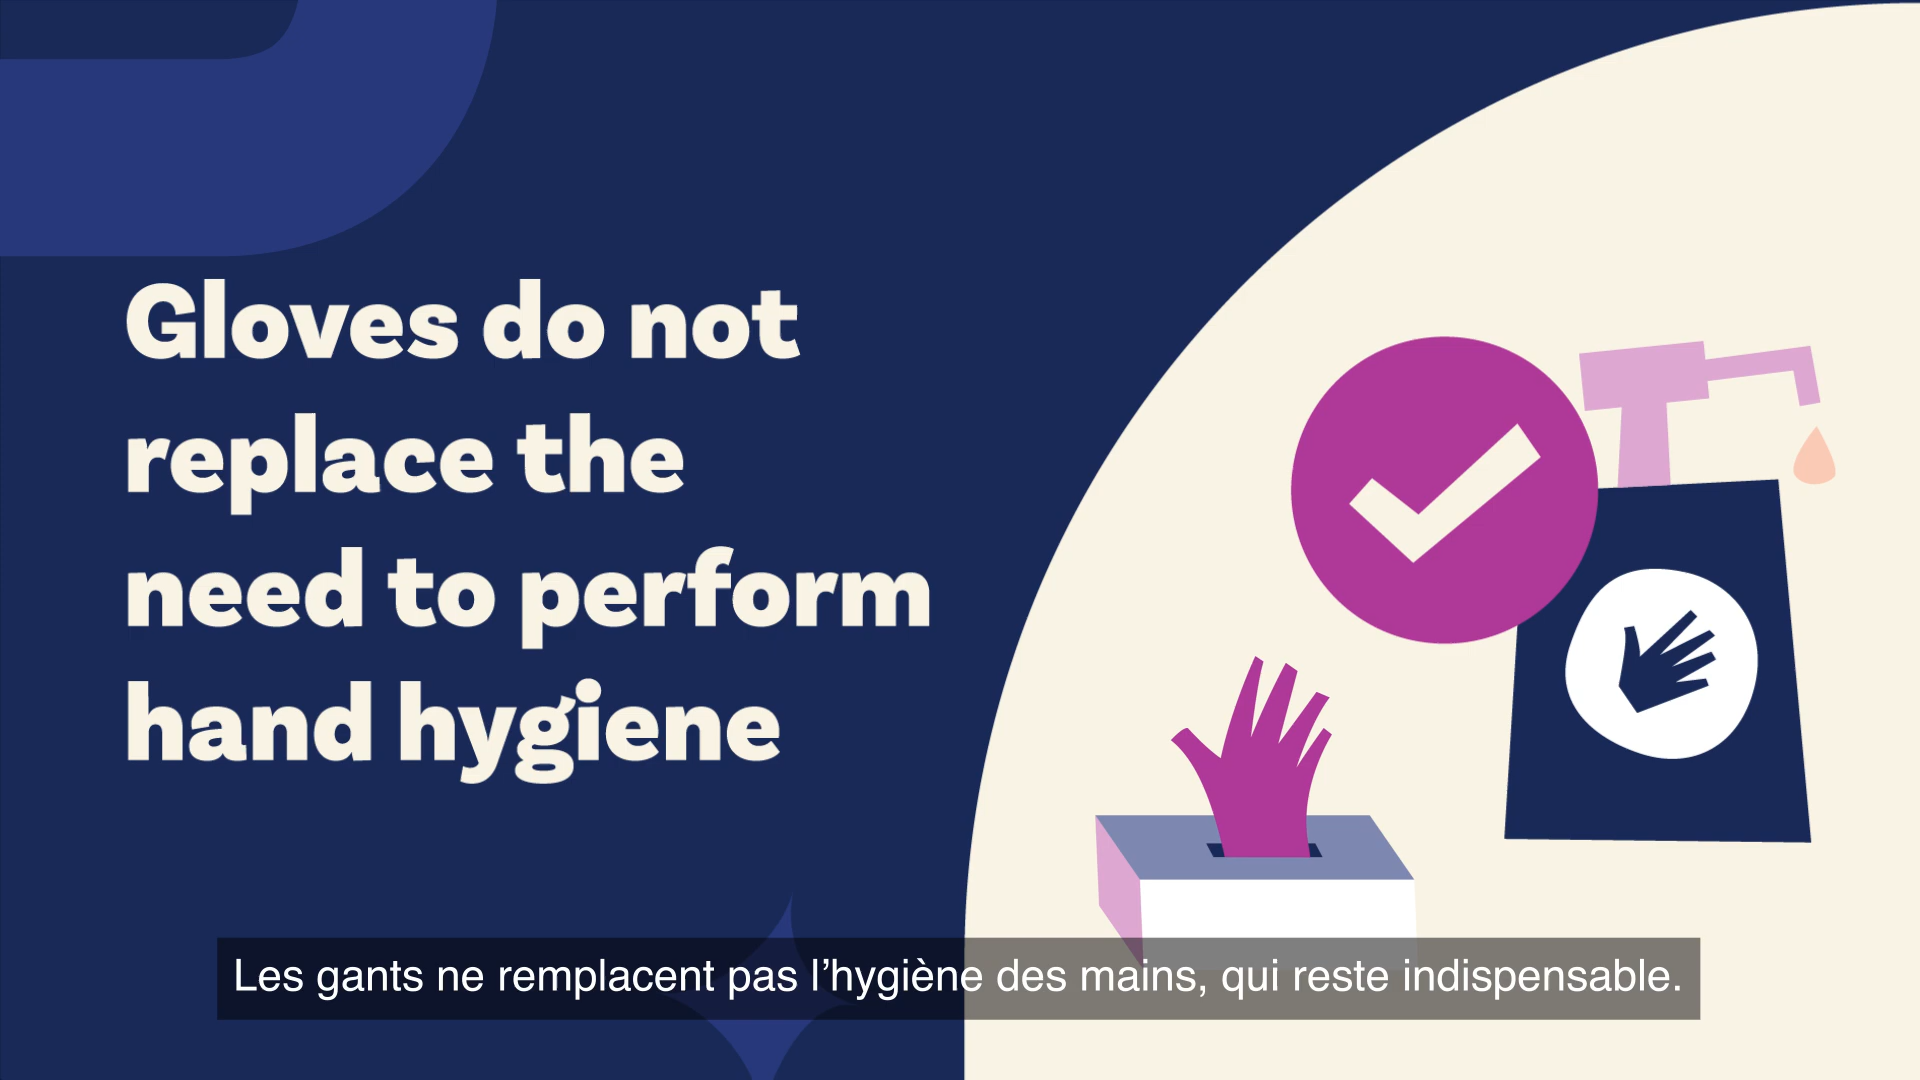 Gloves do not
replace the
need to perform
hand hygiene
Les gants ne remplacent pas l’hygiène des mains, qui reste indispensable.